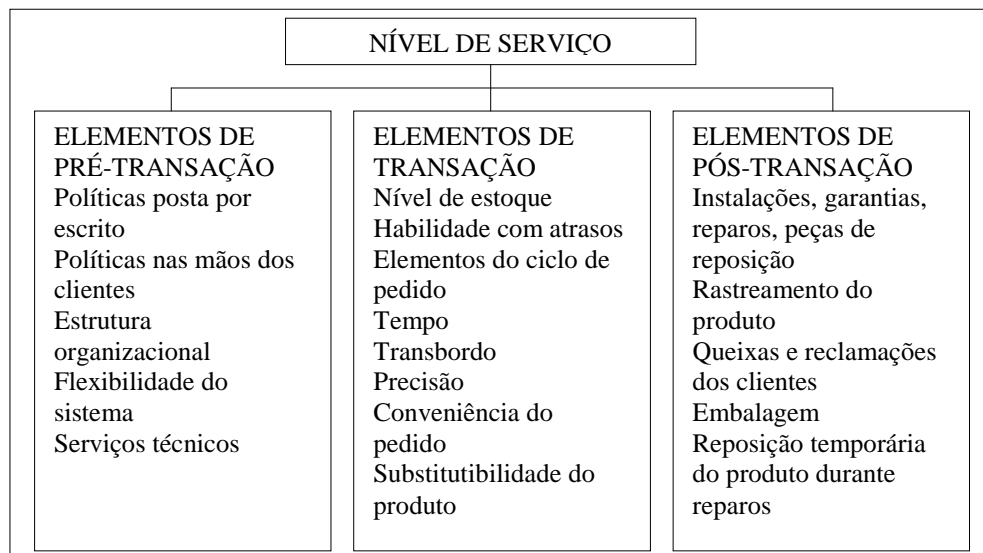 NÍVEL DE SERVIÇO
ELEMENTOS DE
PRÉ-TRANSAÇÃO
Políticas posta por
escrito
Políticas nas mãos dos
clientes
Estrutura
organizacional
Flexibilidade do
sistema
Serviços técnicos
ELEMENTOS DE
TRANSAÇÃO
Nível de estoque
Habilidade com atrasos
Elementos do ciclo de
pedido
Tempo
Transbordo
Precisão
Conveniência do
pedido
Substitutibilidade do
produto
ELEMENTOS DE
PÓS-TRANSAÇÃO
Instalações, garantias,
reparos, peças de
reposição
Rastreamento do
produto
Queixas e reclamações
dos clientes
Embalagem
Reposição temporária
do produto durante
reparos